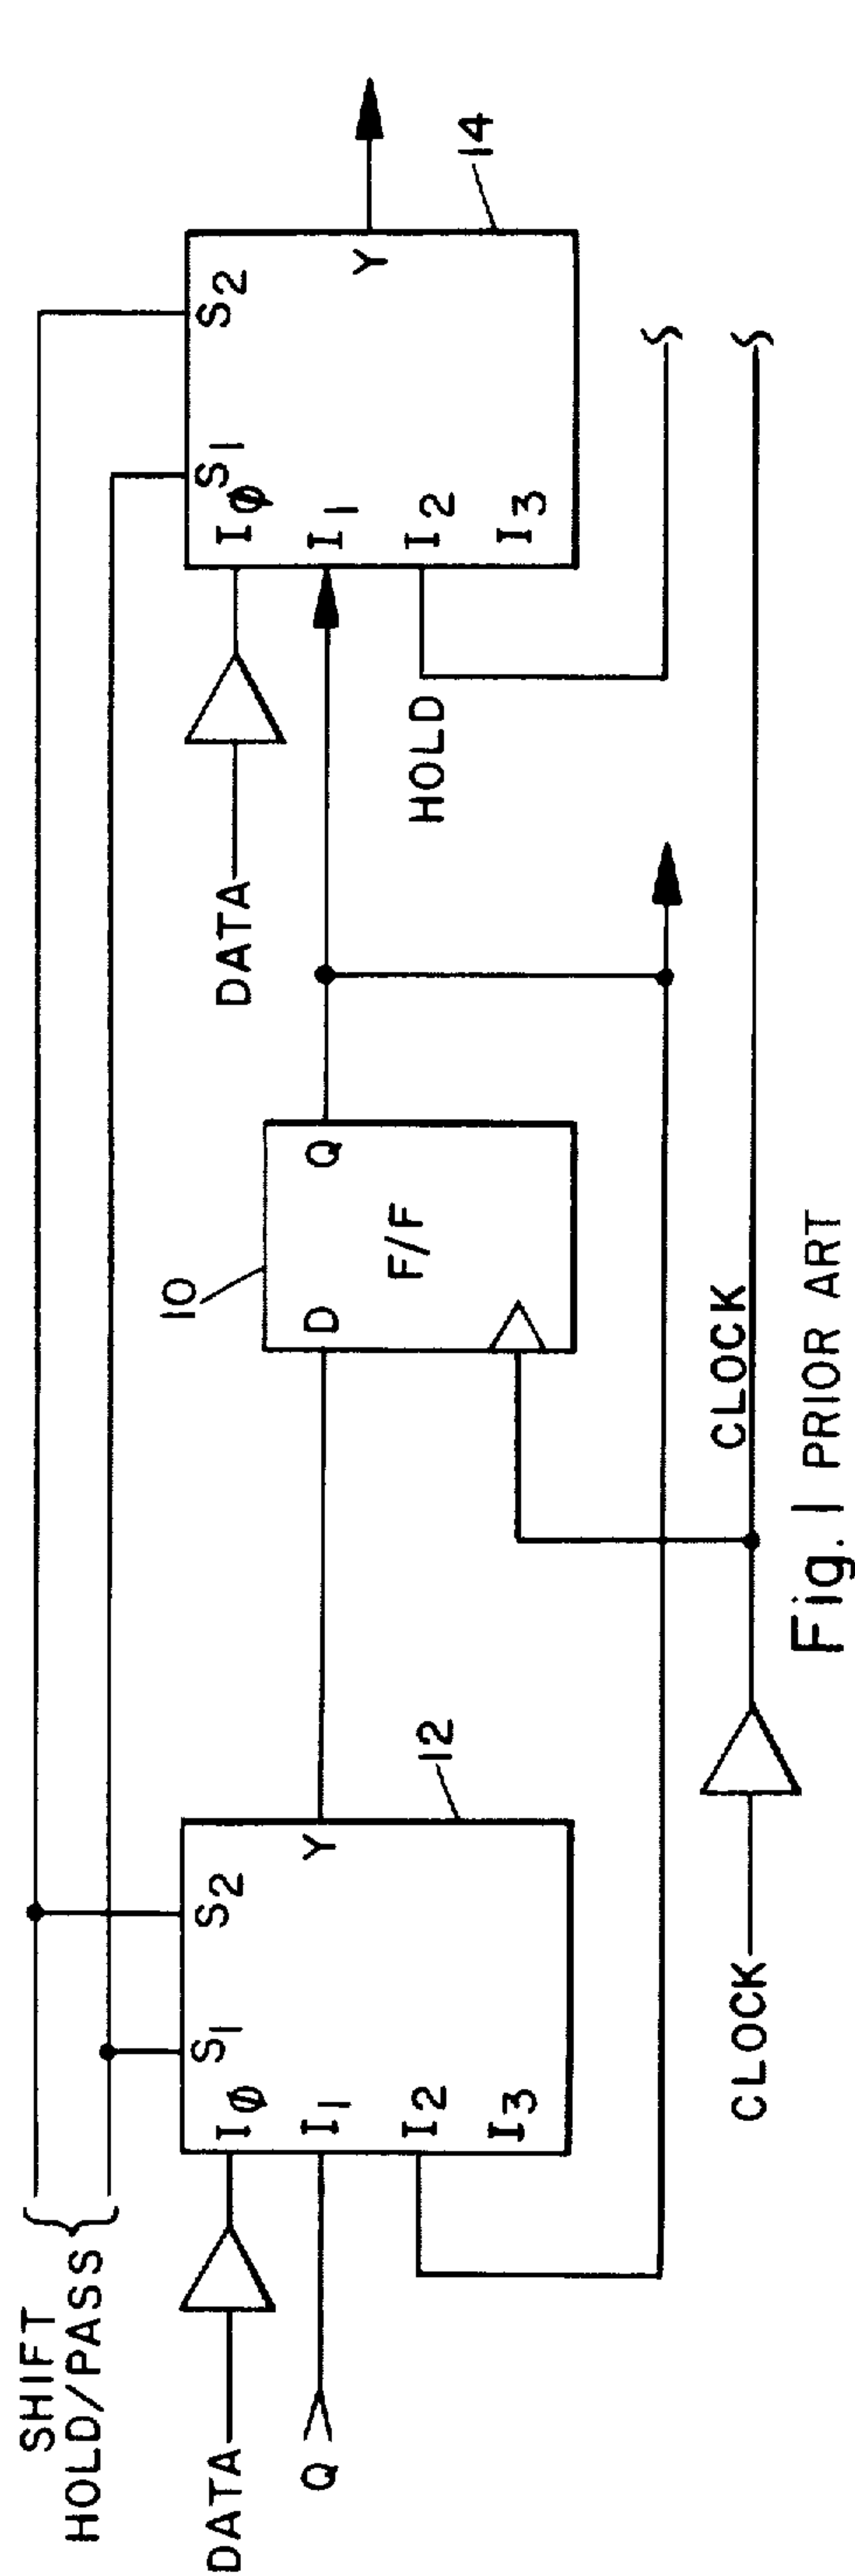 SHIFT
HOLD/PASS
DATA
Q
I0
I1
I2
I3
S1
S2
Y
12
CLOCK
10
D
Q
F/F
CLOCK
DATA
HOLD
I0
I1
I2
I3
S1
S2
Y
14
Fig. 1 PRIOR ART